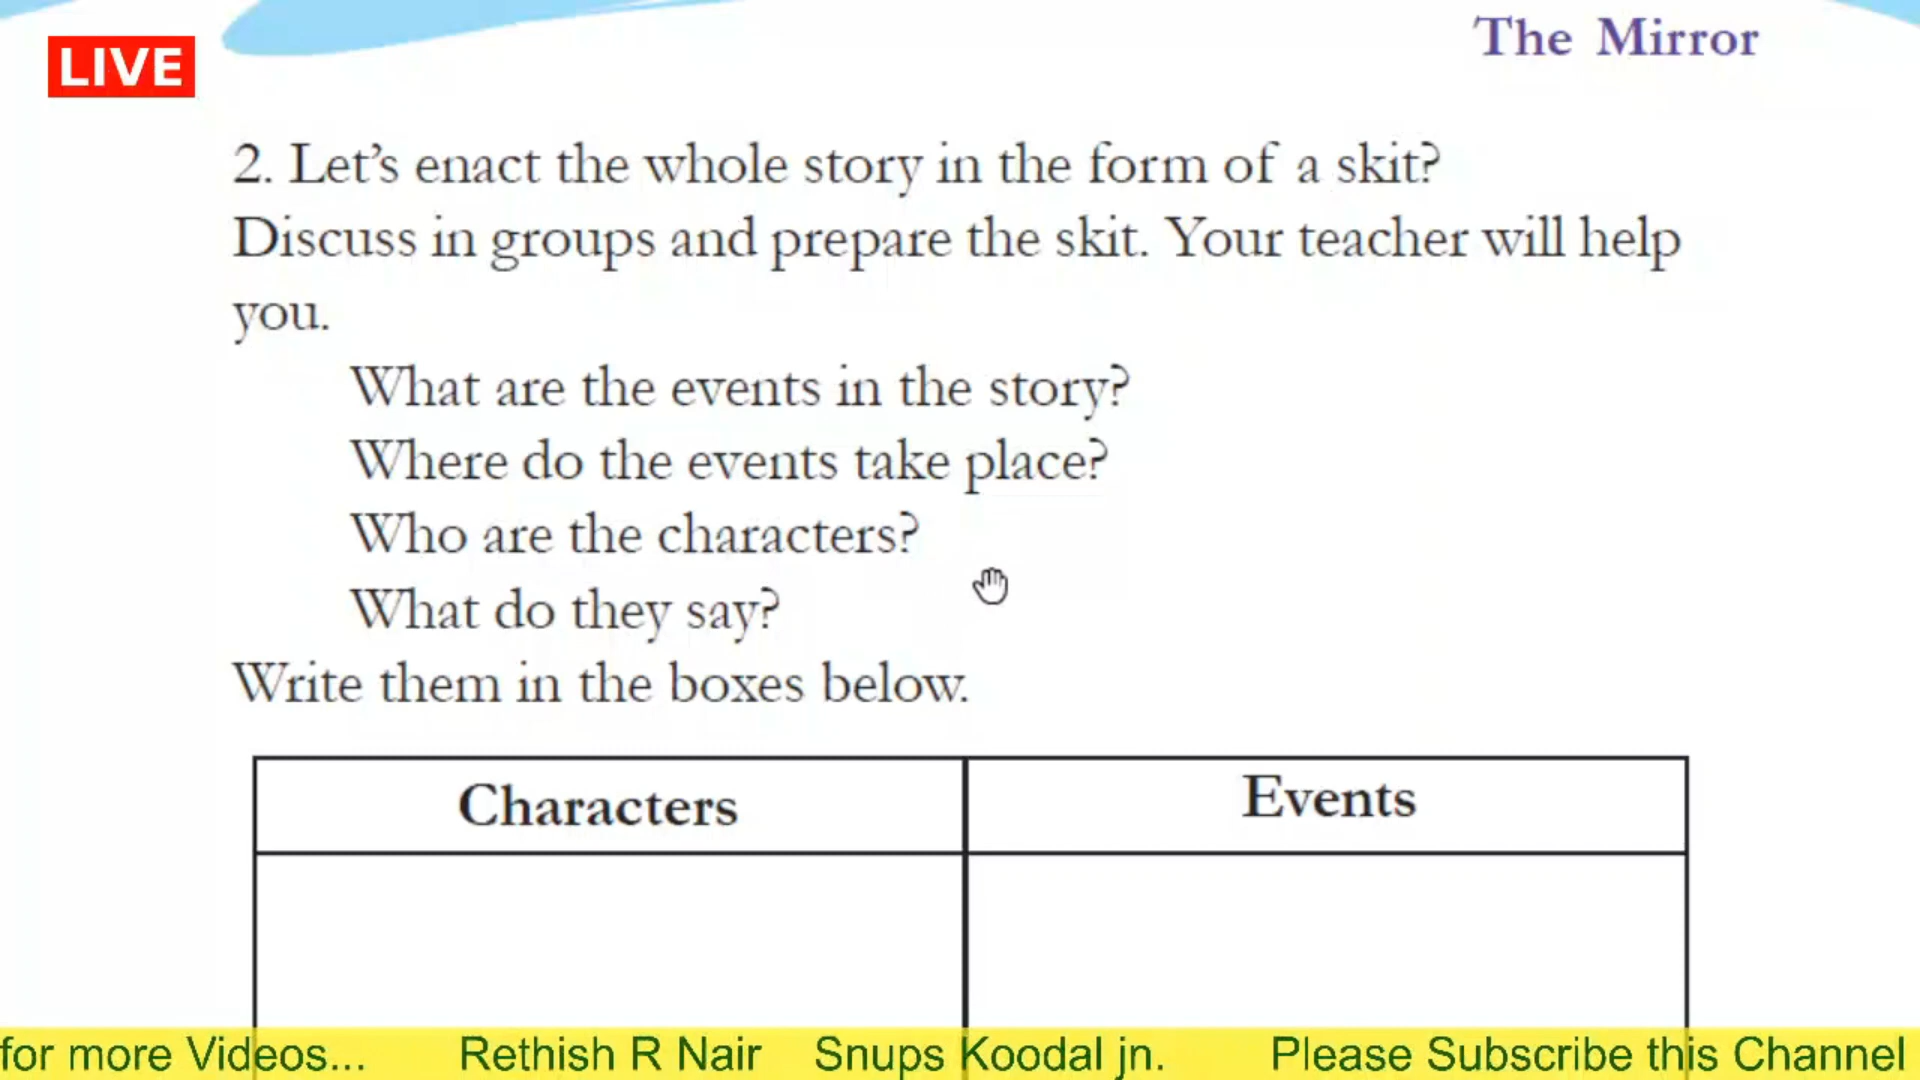 The Mirror
LIVE
2. Let's enact the whole story in the form of a skit?
Discuss in groups and prepare the skit. Your teacher will help
you.
What are the events in the story?
Where do the events take place?
Who are the characters?
What do they say?
Write them in the boxes below.
Characters
Events
for more Videos... Rethish R Nair Snups Koodal jn. Please Subscribe this Channel